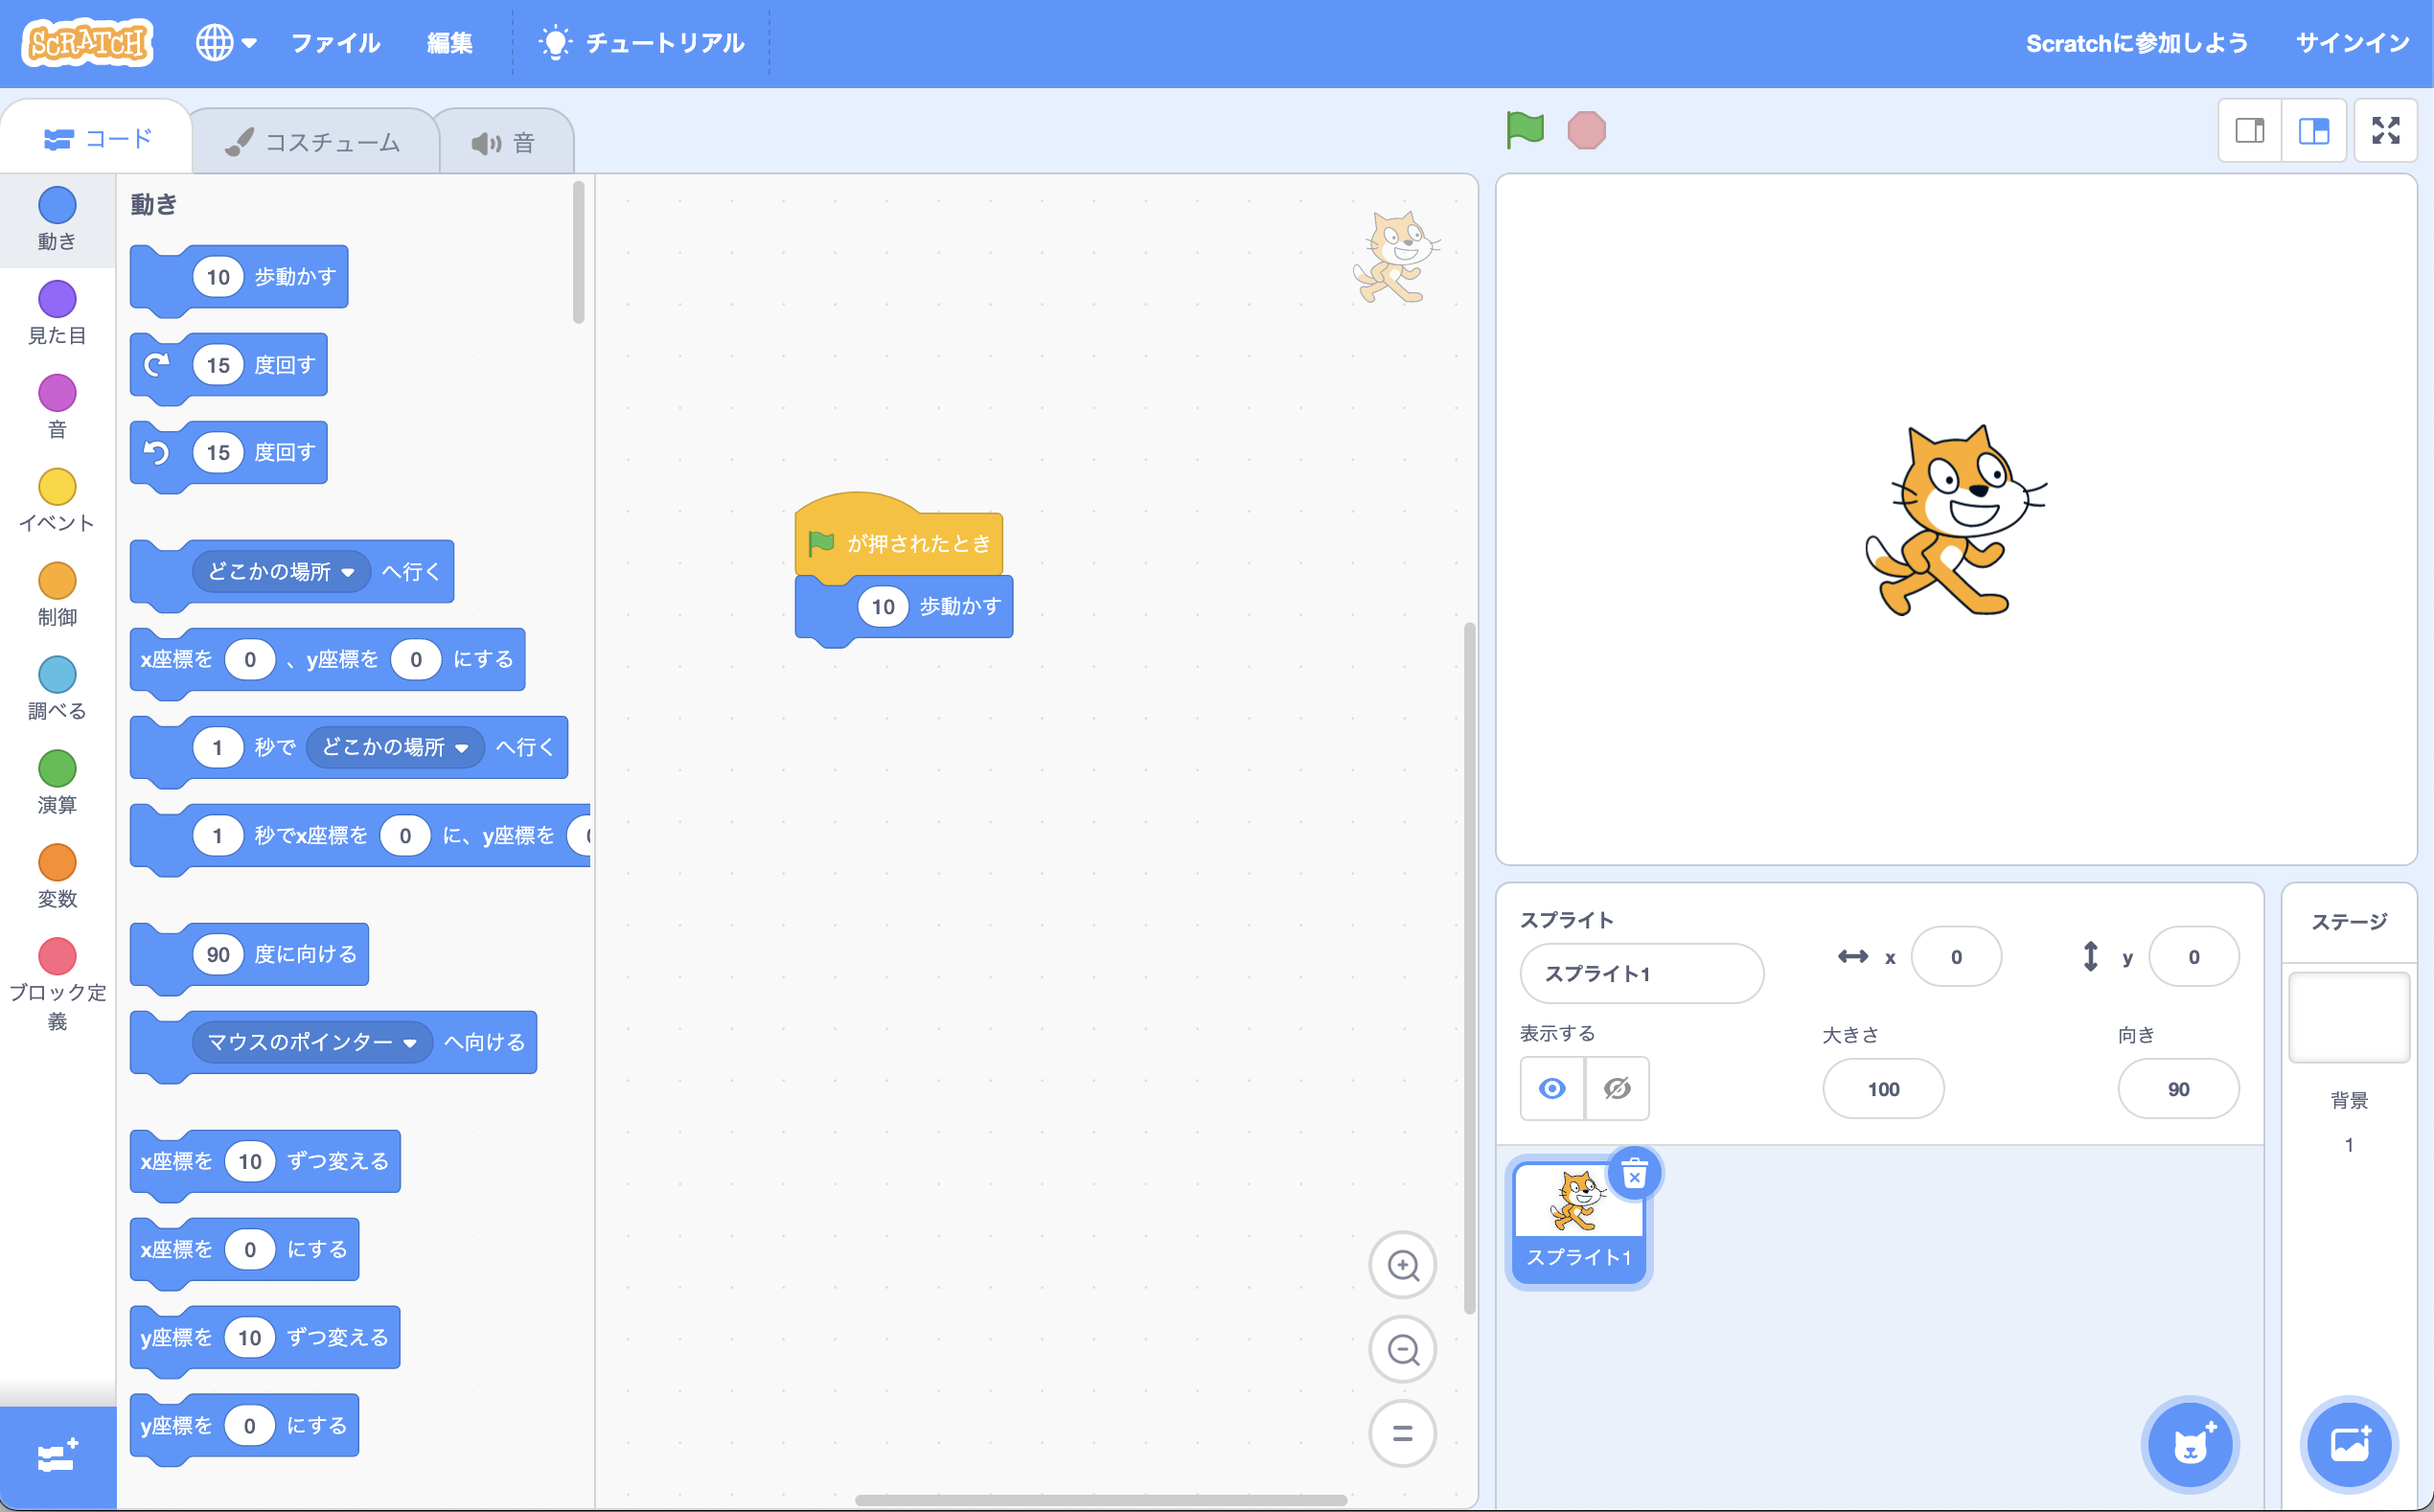 SCRATCH ファイル 編集 チュートリアル Scratchに参加しよう サインイン
コード コスチューム 音
動き
見た目
音
イベント
制御
調べる
演算
変数
ブロック定
義
動き
10 歩動かす
15 度回す
15 度回す
どこかの場所 へ行く
x座標を 0 、y座標を 0 にする
1 秒で どこかの場所 へ行く
1 秒でx座標を 0 に、y座標を
90 度に向ける
マウスのポインター へ向ける
x座標を 10 ずつ変える
x座標を 0 にする
y座標を 10 ずつ変える
y座標を 0 にする
が押されたとき
10 歩動かす
スプライト
スプライト1 x 0 y 0
表示する 大きさ 向き
100 90
スプライト1
ステージ
背景
1